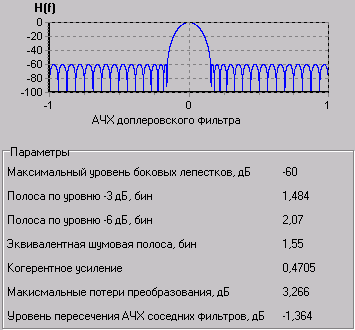 H(f)
0
-20
-40
-60
-80
-100
-1 0 1
АЧХ доплеровского фильтра
Параметры
Максимальный уровень боковых лепестков, дБ -60
Полоса по уровню -3 дБ, бин 1,484
Полоса по уровню -6 дБ, бин 2,07
Эквивалентная шумовая полоса, бин 1,55
Когерентное усиление 0,4705
Макисмальные потери преобразования, дБ 3,266
Уровень пересечения АЧХ соседних фильтров, дБ -1,364